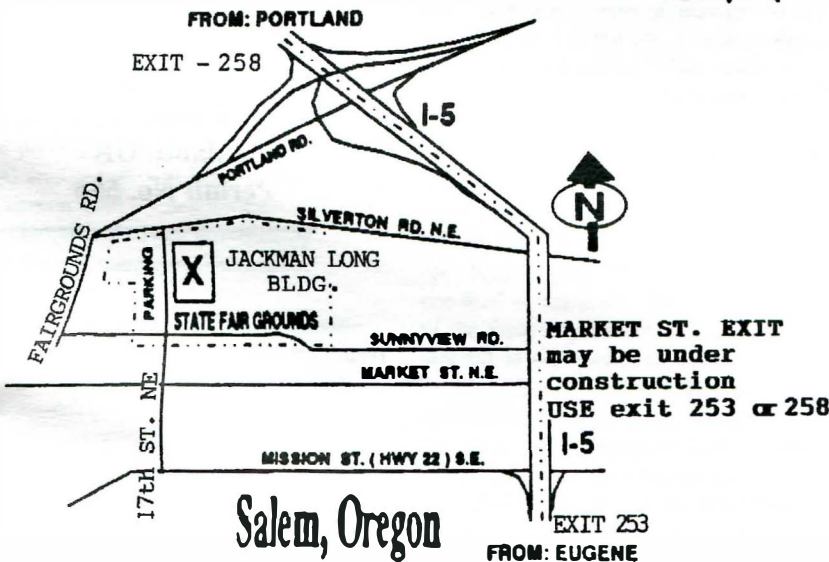 FROM: PORTLAND
EXIT - 258
I-5
PORTLAND RD.
FAIRGROUNDS RD.
SILVERTON RD. N.E.
N
PARKING
X
JACKMAN LONG
BLDG.
STATE FAIR GROUNDS
SUNNYVIEW RD.
MARKET ST. EXIT
may be under
construction
USE exit 253 or 258
MARKET ST. N.E.
17th ST. NE
I-5
MISSION ST. ( HWY 22 ) S.E.
Salem, Oregon
EXIT 253
FROM: EUGENE